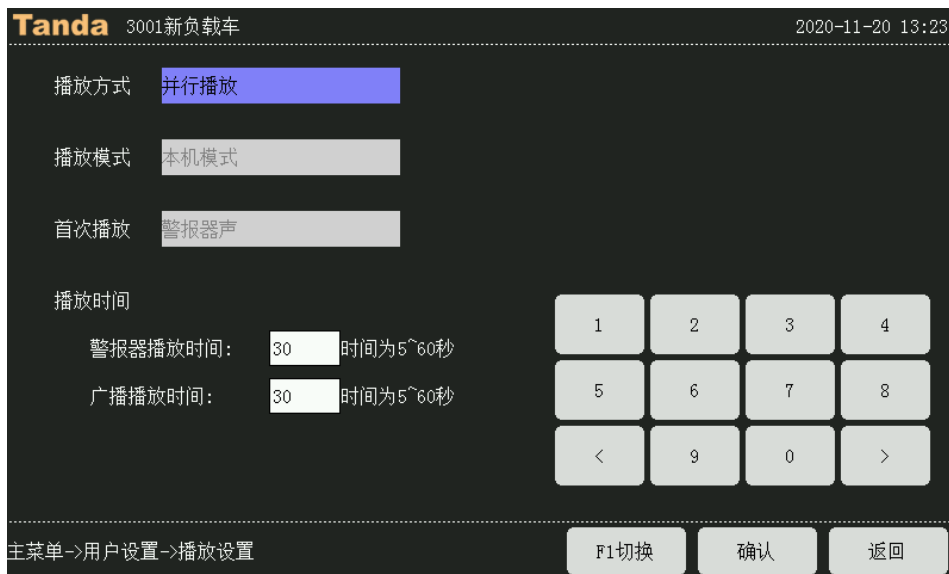 Tanda 3001新负载车 2020-11-20 13:23
播放方式 并行播放
播放模式 本机模式
首次播放 警报器声
播放时间
警报器播放时间: 30 时间为5~60秒
广播播放时间: 30 时间为5~60秒
1 2 3 4
5 6 7 8
< 9 0 >
主菜单->用户设置->播放设置 F1切换 确认 返回